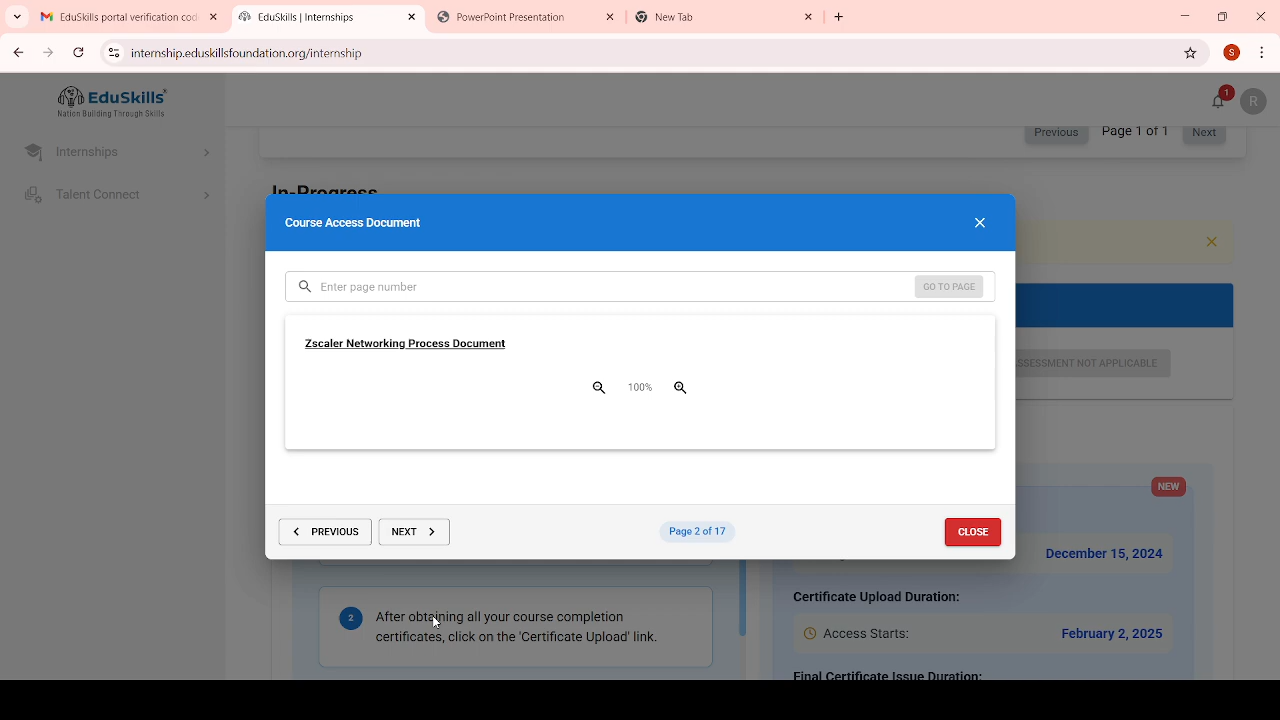 EduSkills portal verification cod
EduSkills | Internships
PowerPoint Presentation
New Tab
internship.eduskillsfoundation.org/internship
S
EduSkills
Nation Building Through Skills
1
R
Internships
Talent Connect
Previous
Page 1 of 1
Next
In-Progress
Course Access Document
Enter page number
GO TO PAGE
Zscaler Networking Process Document
100%
ASSESSMENT NOT APPLICABLE
PREVIOUS
NEXT
Page 2 of 17
CLOSE
NEW
December 15, 2024
Certificate Upload Duration:
2
After obtaining all your course completion
certificates, click on the 'Certificate Upload' link.
Access Starts:
February 2, 2025
Final Certificate Issue Duration: